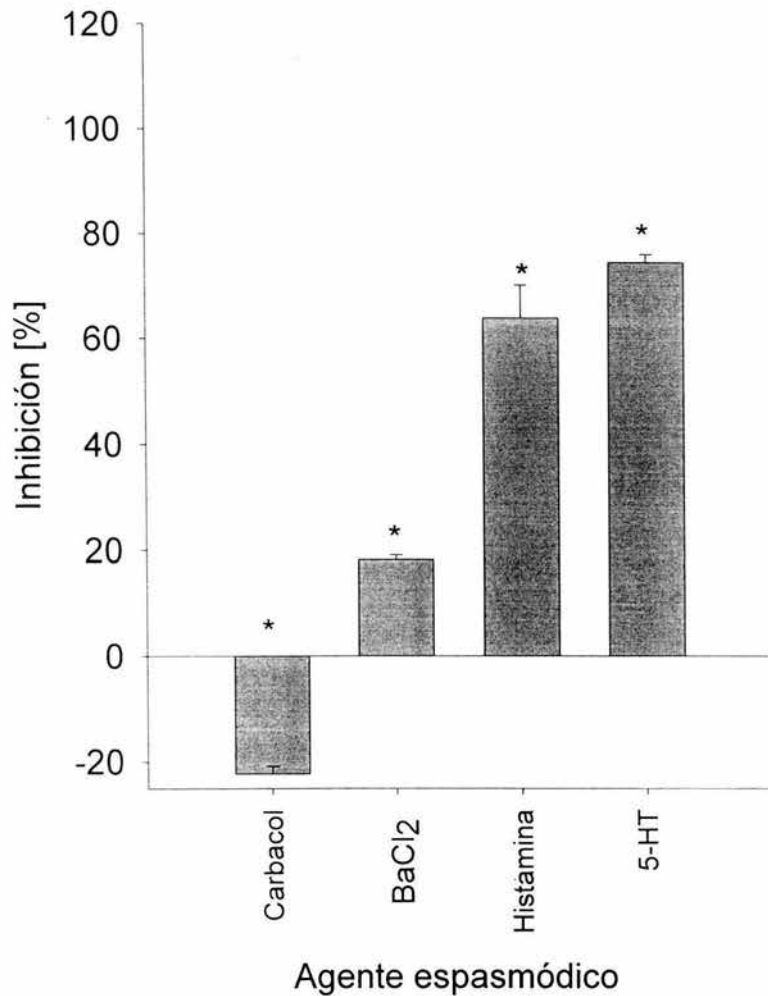 120
100
80
60
40
20
0
-20
Inhibición [%]
*
*
*
*
Carbacol
BaCl2
Histamina
5-HT
Agente espasmódico